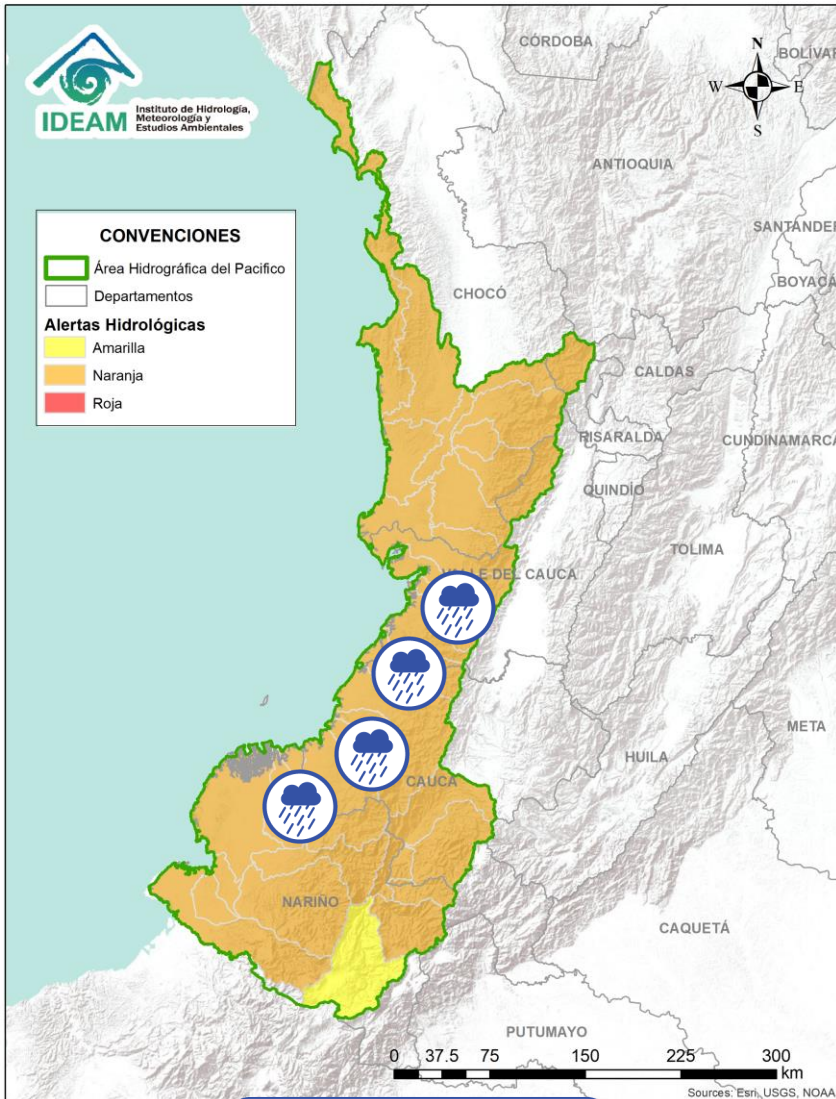 IDEAM
Instituto de Hidrología,
Meteorología y
Estudios Ambientales
CÓRDOBA
BOLÍVAR
N
W E
S
ANTIOQUIA
SANTANDER
BOYACÁ
CONVENCIONES
Área Hidrográfica del Pacifico
Departamentos
Alertas Hidrológicas
Amarilla
Naranja
Roja
CHOCÓ
CALDAS
RISARALDA
CUNDINAMARCA
QUINDÍO
TOLIMA
VALLE DEL CAUCA
META
HUILA
CAUCA
NARIÑO
CAQUETÁ
PUTUMAYO
0 37.5 75 150 225 300
km
Sources: Esri, USGS, NOAA